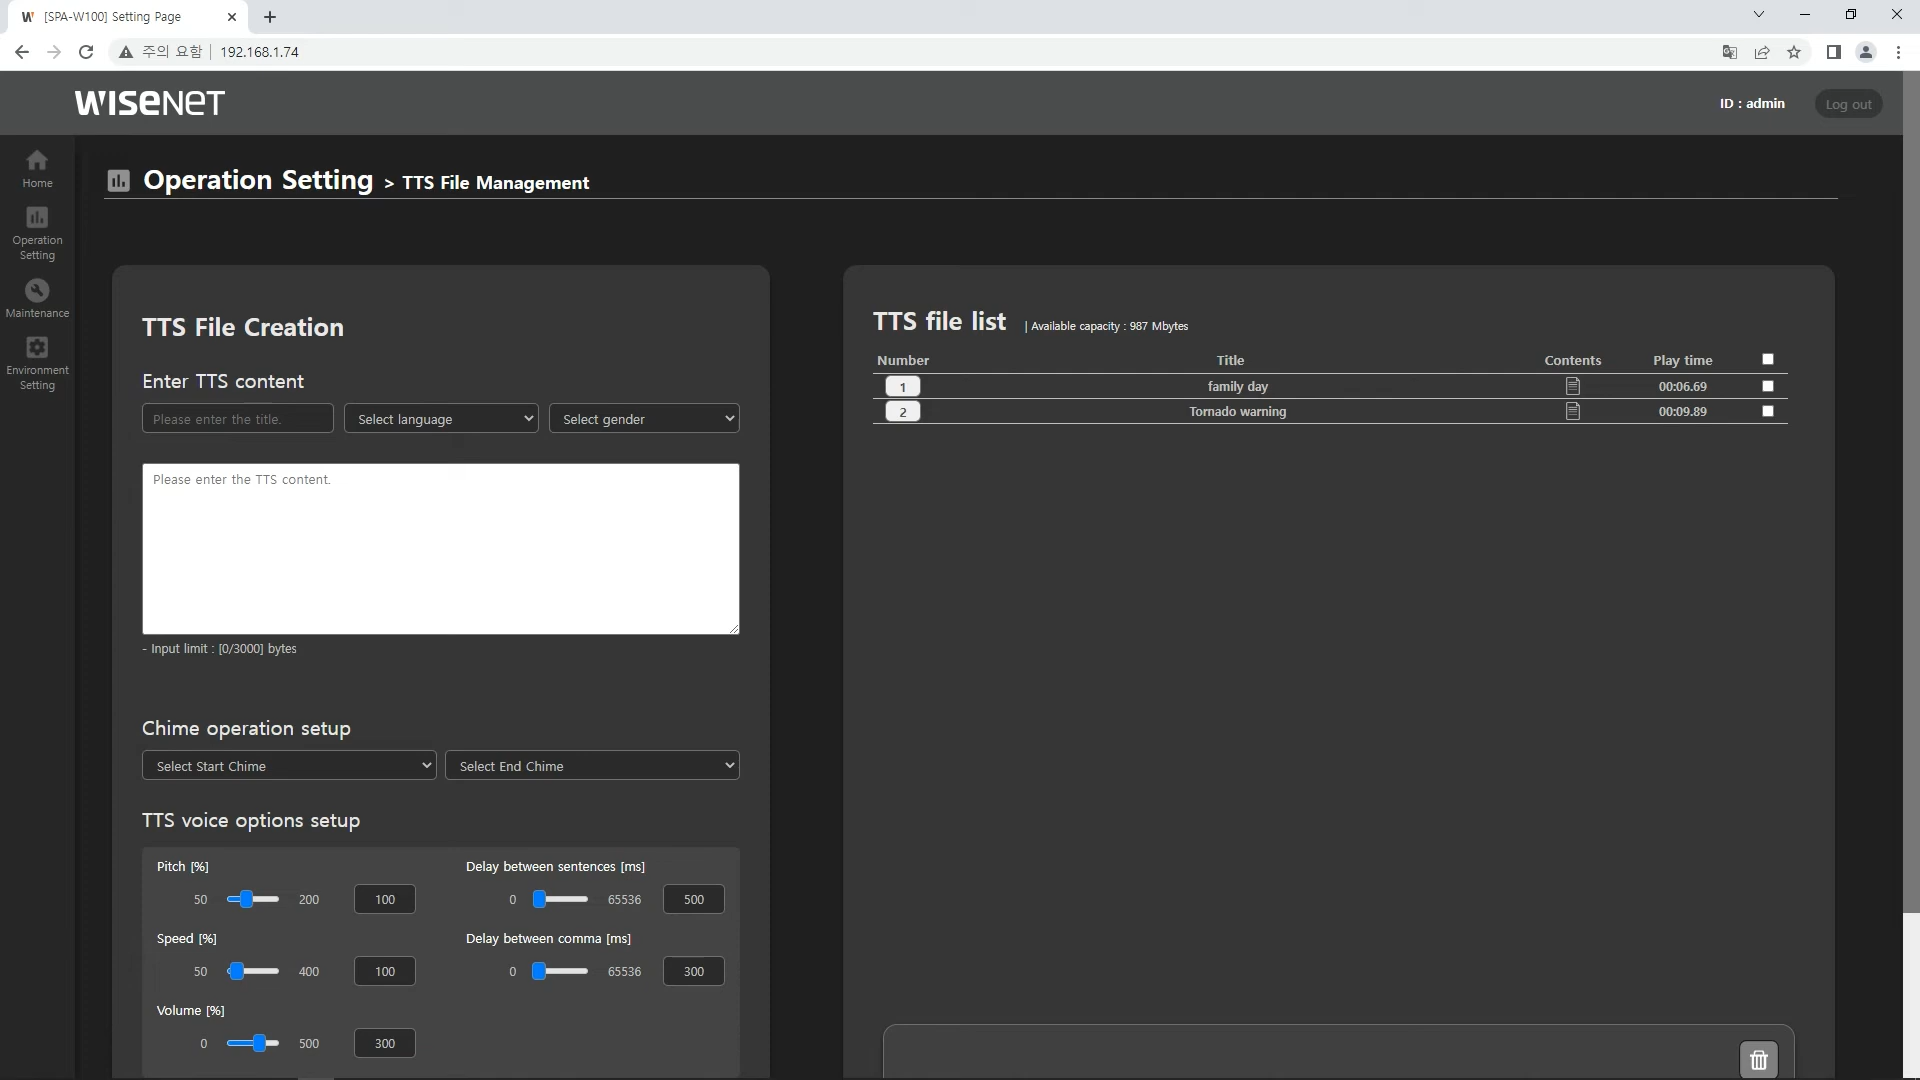 [SPA-W100] Setting Page
주의 요함 192.168.1.74
WISENET
ID : admin
Log out
Home
Operation
Setting
Maintenance
Environment
Setting
Operation Setting > TTS File Management
TTS File Creation
Enter TTS content
Please enter the title. Select language Select gender
Please enter the TTS content.
- Input limit : [0/3000] bytes
Chime operation setup
Select Start Chime Select End Chime
TTS voice options setup
Pitch [%] Delay between sentences [ms]
50 200 100 0 65536 500
Speed [%] Delay between comma [ms]
50 400 100 0 65536 300
Volume [%]
0 500 300
TTS file list | Available capacity : 987 Mbytes
Number Title Contents Play time
1 family day 00:06.69
2 Tornado warning 00:09.89